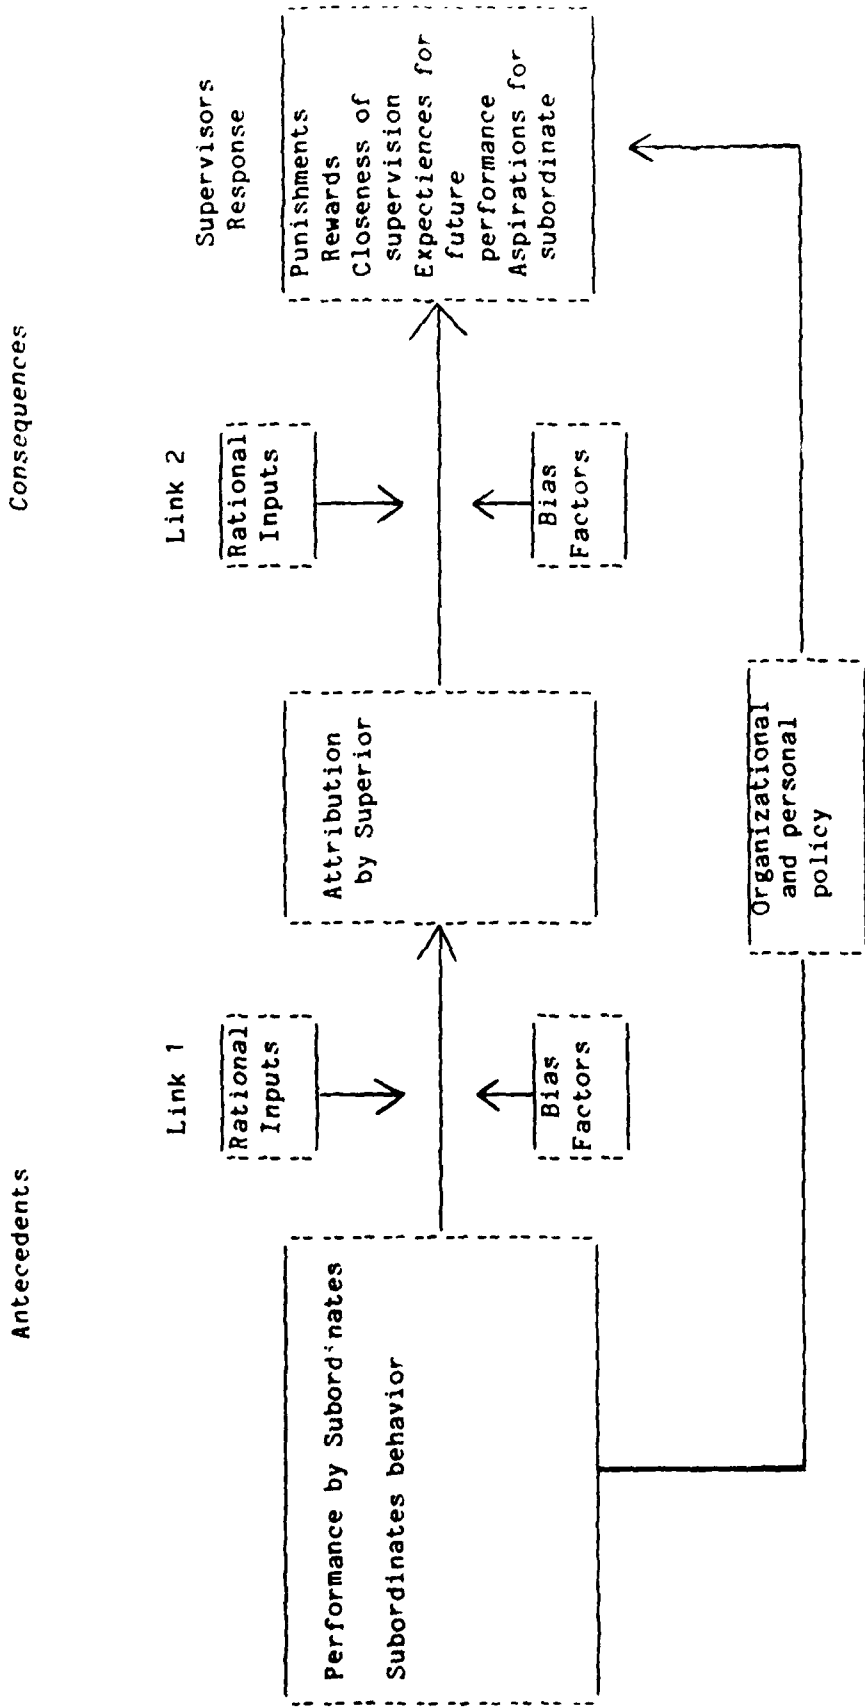 Antecedents
Consequences
Link 1
Link 2
Supervisors
Response
Rational
Inputs
Rational
Inputs
Performance by Subordinates
Subordinates behavior
Attribution
by Superior
Punishments
Rewards
Closeness of
supervision
Expectiences for
future
performance
Aspirations for
subordinate
Bias
Factors
Bias
Factors
Organizational
and personal
policy